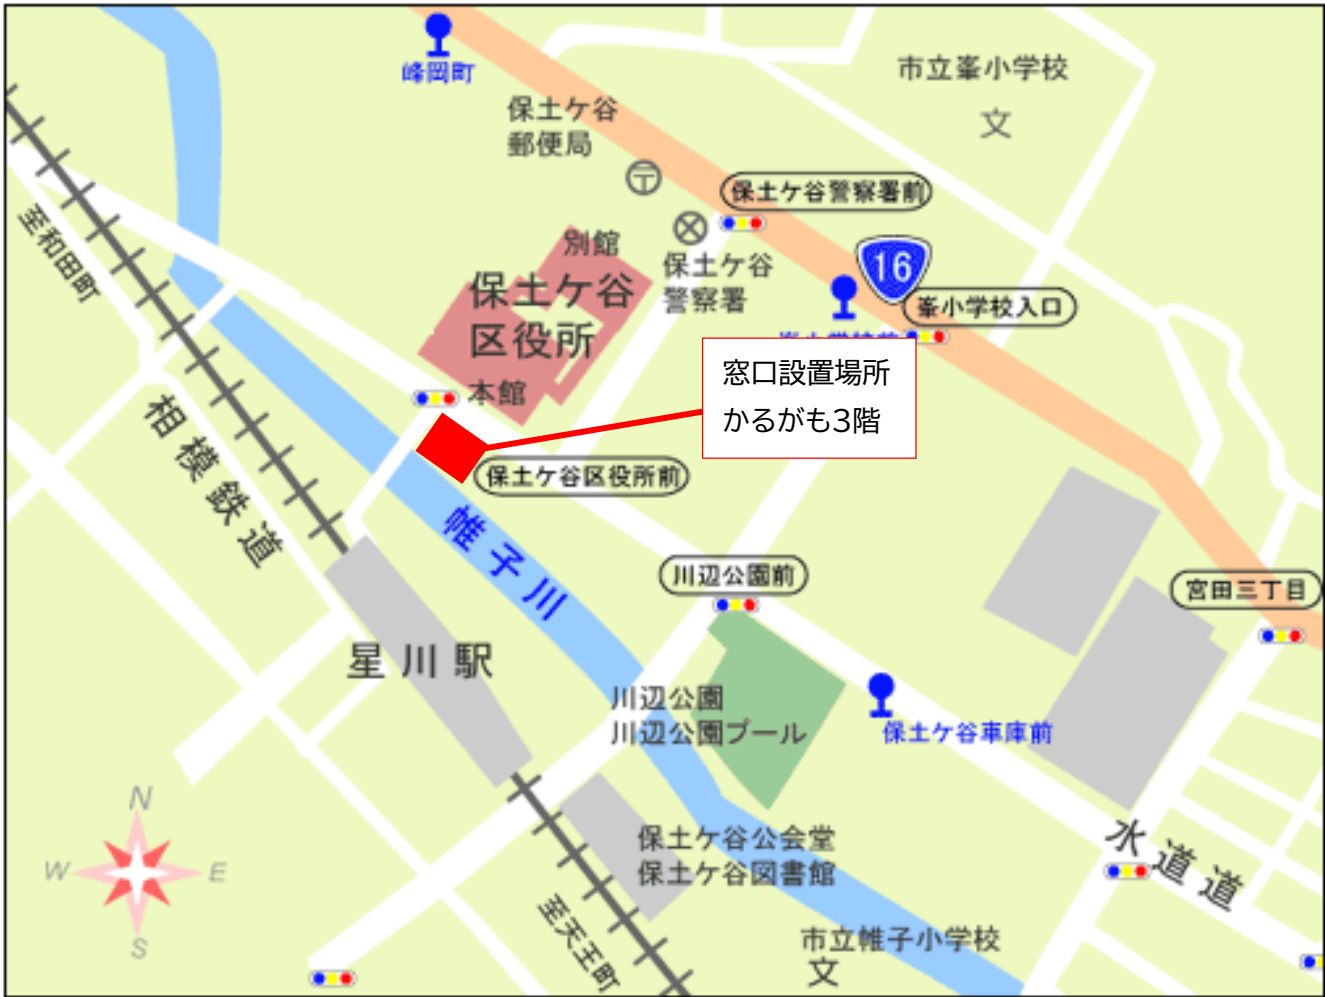 峰岡町
市立峯小学校
文
保土ケ谷
郵便局
保土ケ谷警察署前
別館
保土ケ谷
警察署
16
峯小学校入口
至和田町
保土ケ谷
区役所
本館
窓口設置場所
かるがも3階
相模鉄道
保土ケ谷区役所前
帷子川
川辺公園前
宮田三丁目
星川駅
川辺公園
川辺公園プール
保土ケ谷車庫前
N
W
E
S
保土ケ谷公会堂
保土ケ谷図書館
水道道
至天王町
市立帷子小学校
文